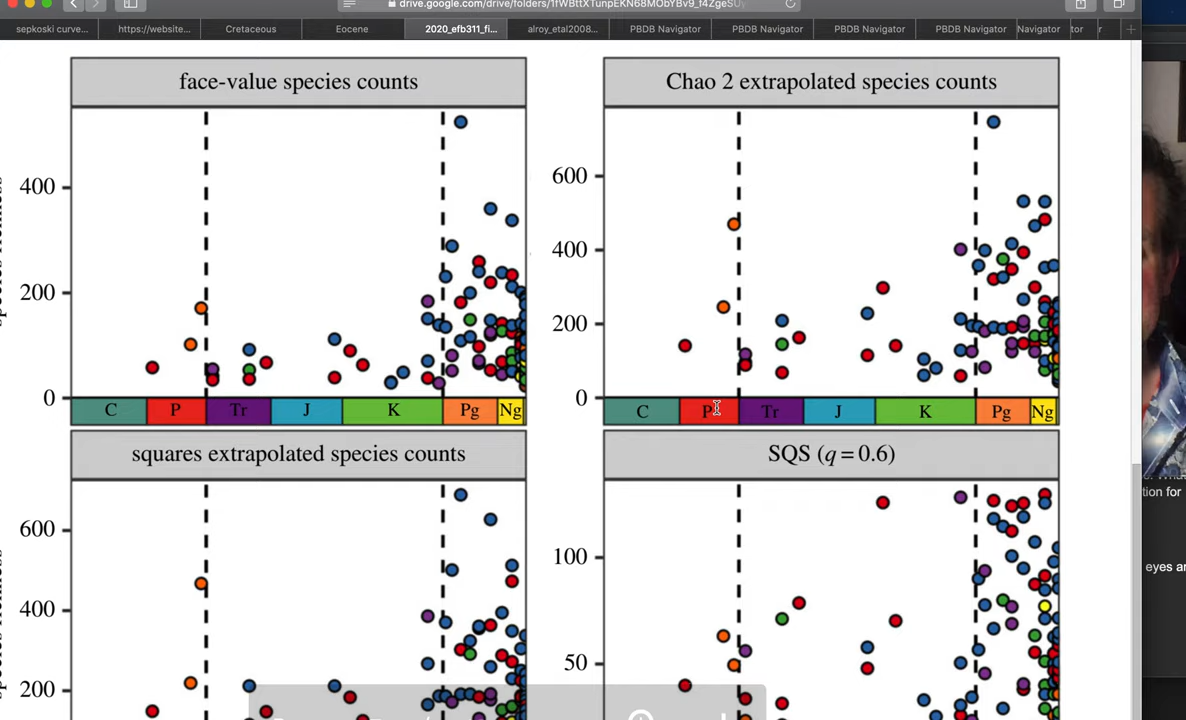 drive.google.com/drive/folders/
sepkoski curve... https://website... Cretaceous Eocene 2020_efb311_fi... alroy_etal2008... PBDB Navigator PBDB Navigator PBDB Navigator PBDB Navigator Navigator tor r
face-value species counts
400
200
0
C P Tr J K Pg Ng
Chao 2 extrapolated species counts
600
400
200
0
C P Tr J K Pg Ng
squares extrapolated species counts
600
400
200
SQS (q = 0.6)
100
50
tion for
eyes ar